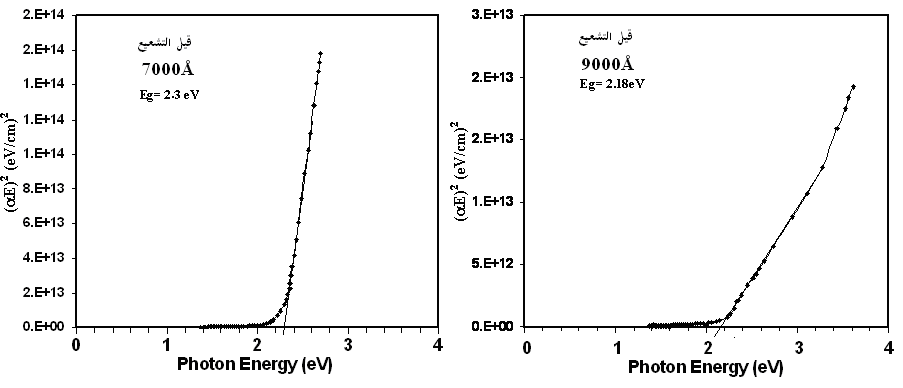 2.E+14
2.E+14
1.E+14
1.E+14
1.E+14
8.E+13
6.E+13
4.E+13
2.E+13
0.E+00
(αE)² (eV/cm)²
قبل التشعيع
7000Å
Eg= 2.3 eV
0 1 2 3 4
Photon Energy (eV)
3.E+13
2.E+13
2.E+13
1.E+13
5.E+12
0.E+00
(αE)² (eV/cm)²
قبل التشعيع
9000Å
Eg= 2.18eV
0 1 2 3 4
Photon Energy (eV)